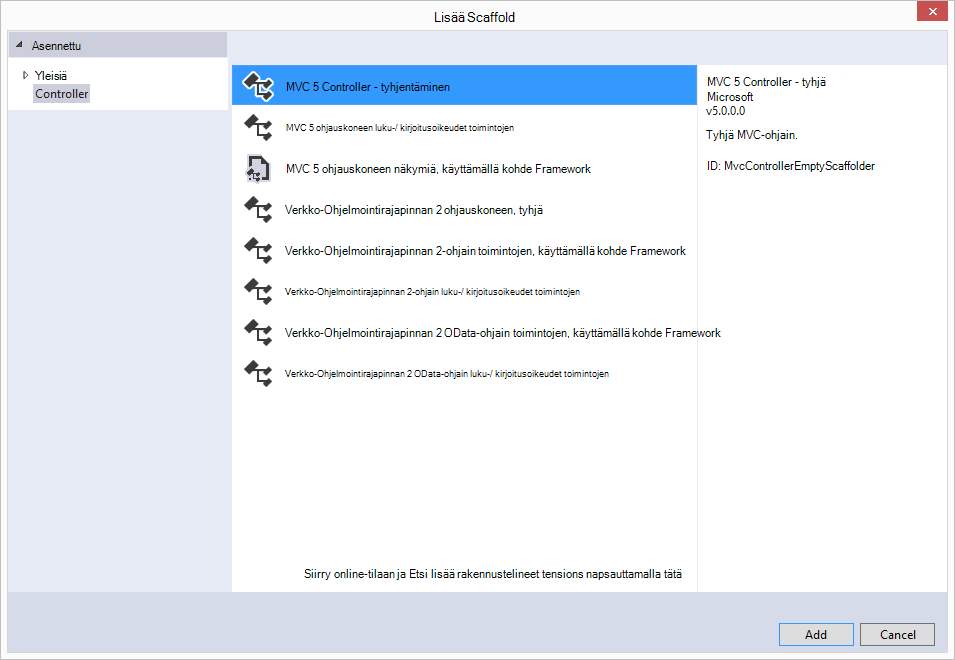 Lisää Scaffold
Asennettu
Yleisiä
Controller
MVC 5 Controller - tyhjentäminen
MVC 5 ohjauskoneen luku-/ kirjoitusoikeudet toimintojen
MVC 5 ohjauskoneen näkymiä, käyttämällä kohde Framework
Verkko-Ohjelmointirajapinnan 2 ohjauskoneen, tyhjä
Verkko-Ohjelmointirajapinnan 2-ohjain toimintojen, käyttämällä kohde Framework
Verkko-Ohjelmointirajapinnan 2-ohjain luku-/ kirjoitusoikeudet toimintojen
Verkko-Ohjelmointirajapinnan 2 OData-ohjain toimintojen, käyttämällä kohde Framework
Verkko-Ohjelmointirajapinnan 2 OData-ohjain luku-/ kirjoitusoikeudet toimintojen
Siirry online-tilaan ja Etsi lisää rakennustelineet tensions napsauttamalla tätä
MVC 5 Controller - tyhjä
Microsoft
v5.0.0.0
Tyhjä MVC-ohjain.
ID: MvcControllerEmptyScaffolder
Add
Cancel